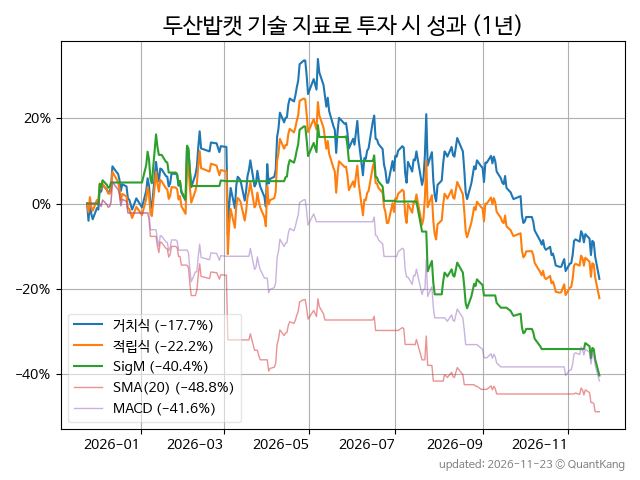 두산밥캣 기술 지표로 투자 시 성과 (1년)
20%
0%
−20%
−40%
거치식 (−17.7%)
적립식 (−22.2%)
SigM (−40.4%)
SMA(20) (−48.8%)
MACD (−41.6%)
2026-01
2026-03
2026-05
2026-07
2026-09
2026-11
updated: 2026-11-23 ⓒ QuantKang